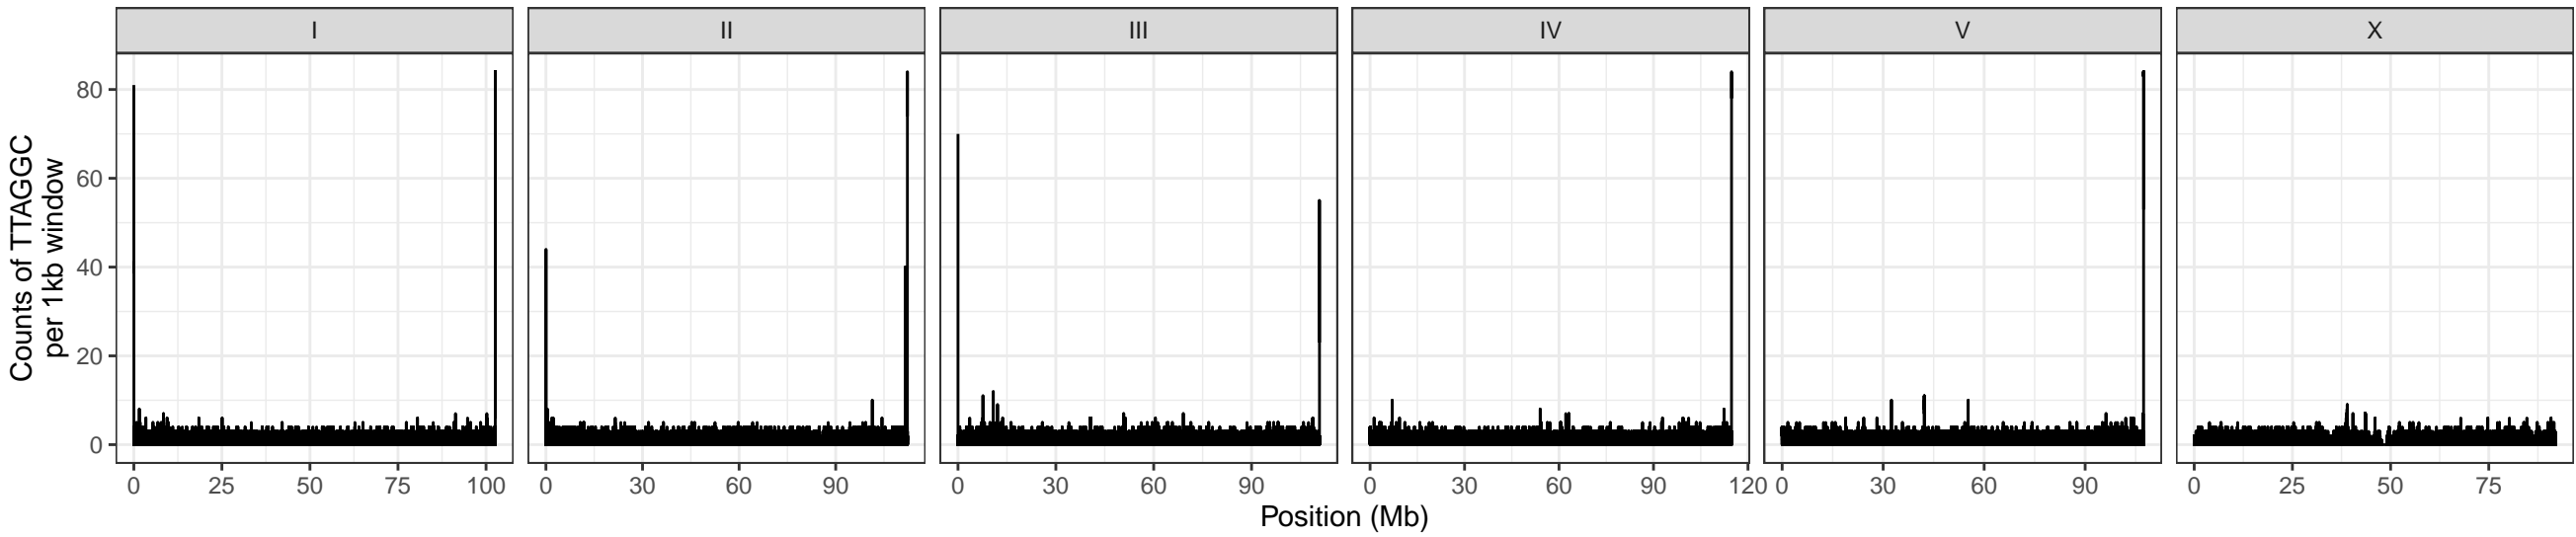 I II III IV V X
Counts of TTAGGC
per 1kb window
80
60
40
20
0
0 25 50 75 100 0 30 60 90 0 30 60 90 0 30 60 90 120 0 30 60 90 0 25 50 75
Position (Mb)